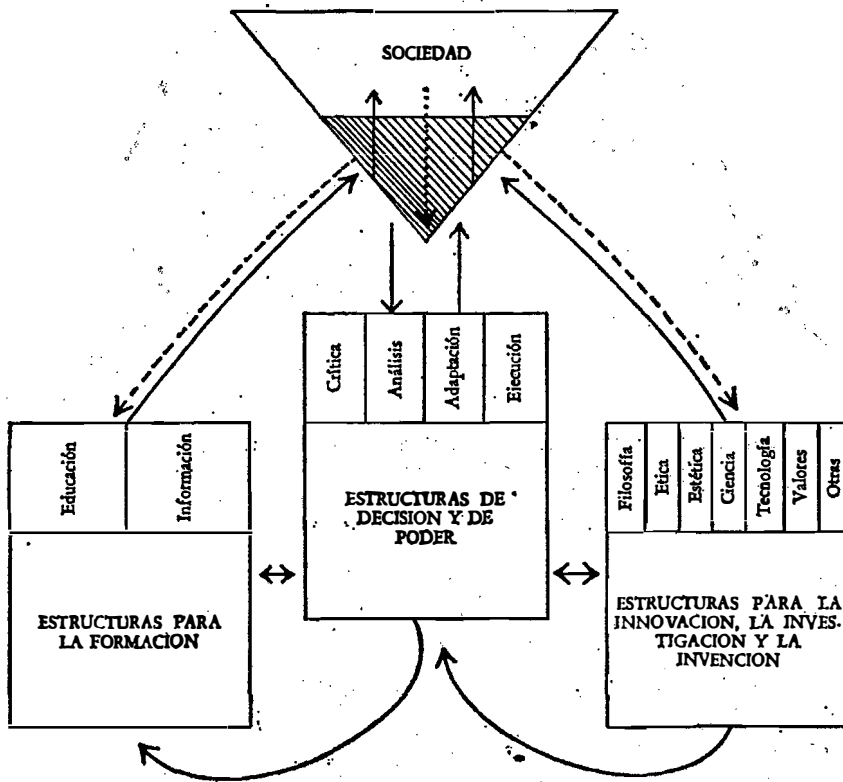 SOCIEDAD
Crítica
Análisis
Adaptación
Ejecución
ESTRUCTURAS DE
DECISION Y DE
PODER
Educación
Información
ESTRUCTURAS PARA
LA FORMACION
Filosofía
Etica
Estética
Ciencia
Tecnología
Valores
Otras
ESTRUCTURAS PARA LA
INNOVACION, LA INVES-
TIGACION Y LA
INVENCION